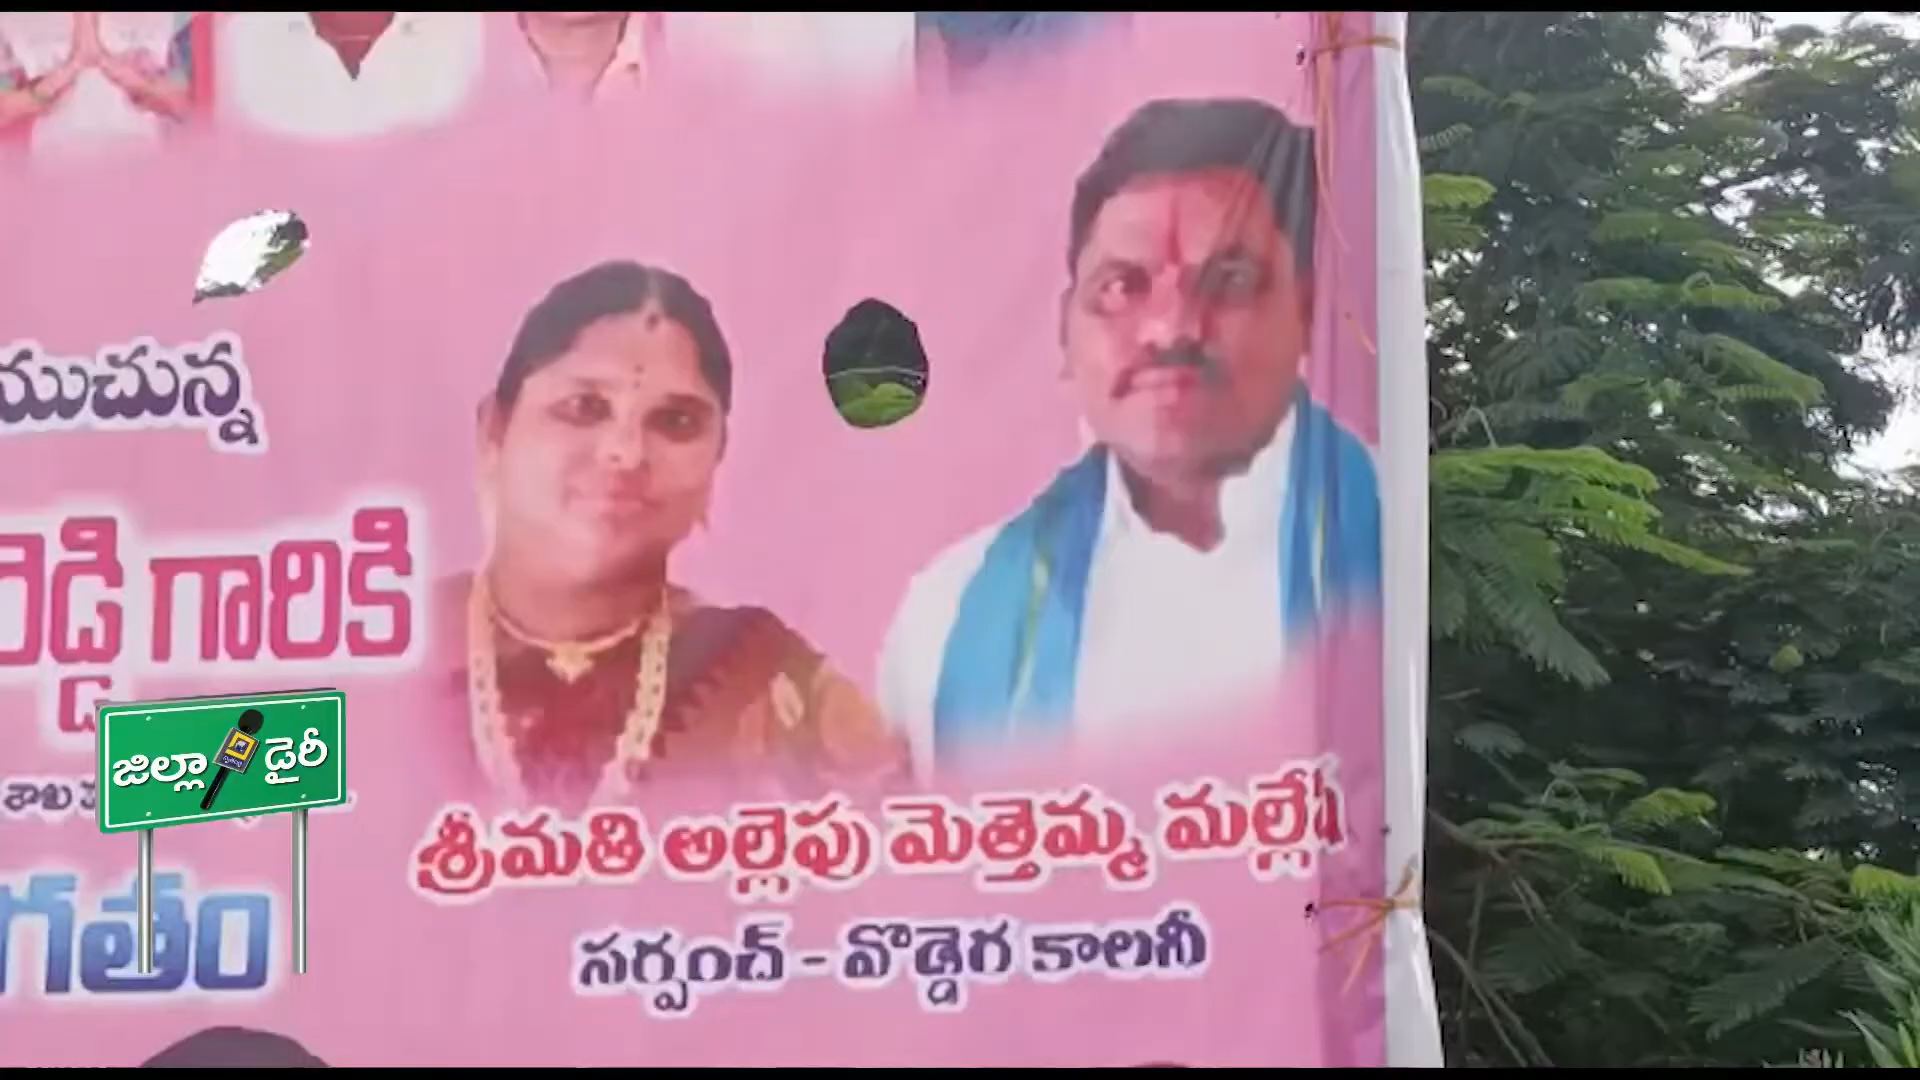 యుచున్న
రెడ్డి గారికి
జిల్లా డైరీ
శాఖ
శ్రీమతి అల్లెపు మెత్తెమ్మ మల్లేష్
గతం
సర్పంచ్ - వొడ్డెగ కాలనీ